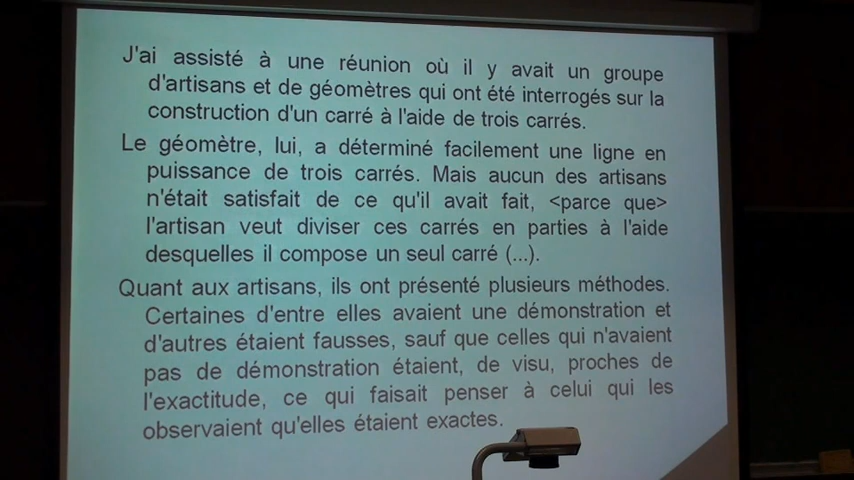 J'ai assisté à une réunion où il y avait un groupe
d'artisans et de géomètres qui ont été interrogés sur la
construction d'un carré à l'aide de trois carrés.
Le géomètre, lui, a déterminé facilement une ligne en
puissance de trois carrés. Mais aucun des artisans
n'était satisfait de ce qu'il avait fait, <parce que>
l'artisan veut diviser ces carrés en parties à l'aide
desquelles il compose un seul carré (...).
Quant aux artisans, ils ont présenté plusieurs méthodes.
Certaines d'entre elles avaient une démonstration et
d'autres étaient fausses, sauf que celles qui n'avaient
pas de démonstration étaient, de visu, proches de
l'exactitude, ce qui faisait penser à celui qui les
observaient qu'elles étaient exactes.